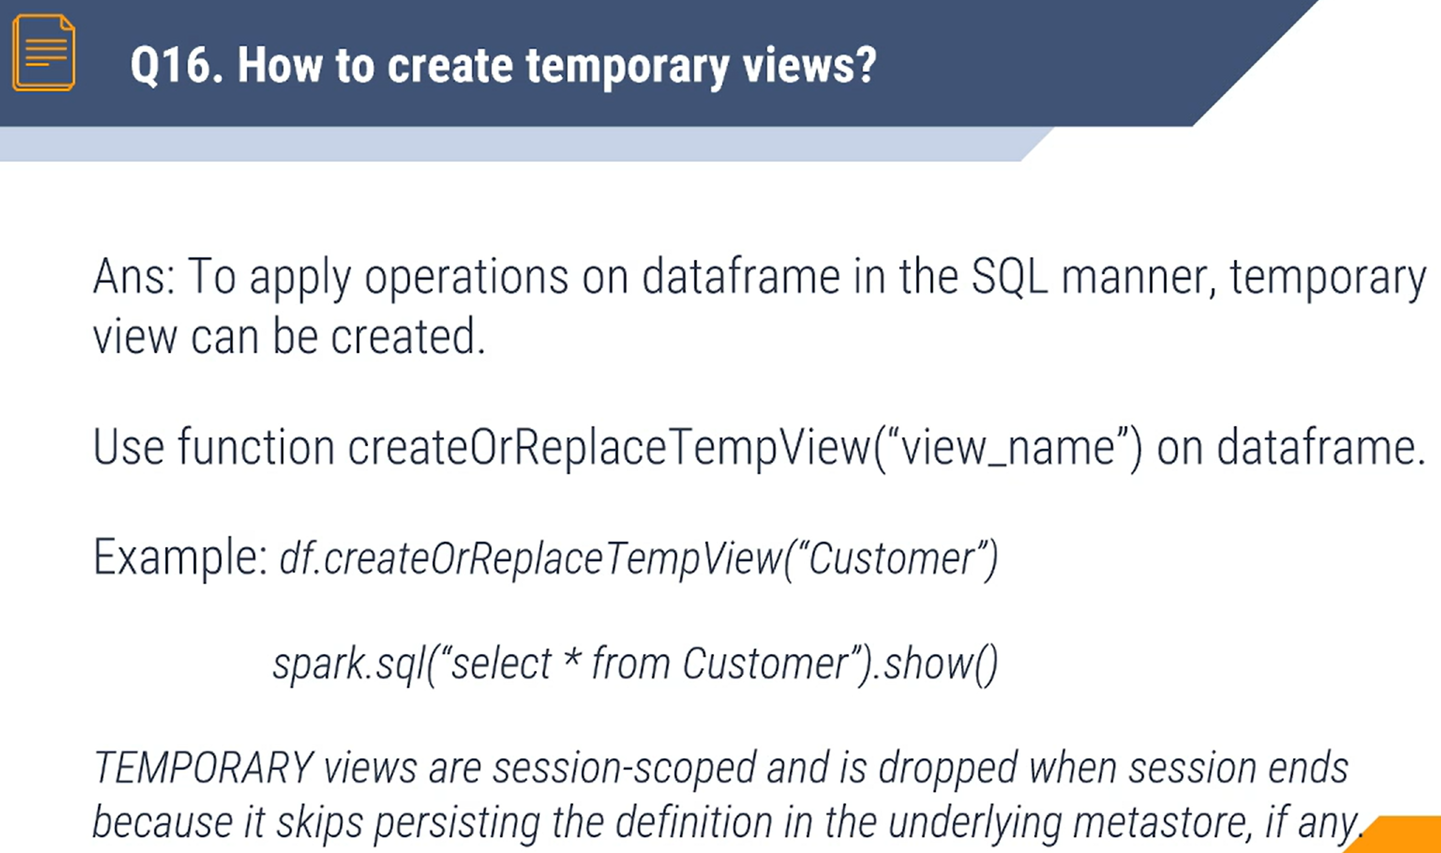 Q16. How to create temporary views?
Ans: To apply operations on dataframe in the SQL manner, temporary
view can be created.
Use function createOrReplaceTempView(“view_name”) on dataframe.
Example: df.createOrReplaceTempView(“Customer”)
spark.sql(“select * from Customer”).show()
TEMPORARY views are session-scoped and is dropped when session ends
because it skips persisting the definition in the underlying metastore, if any.